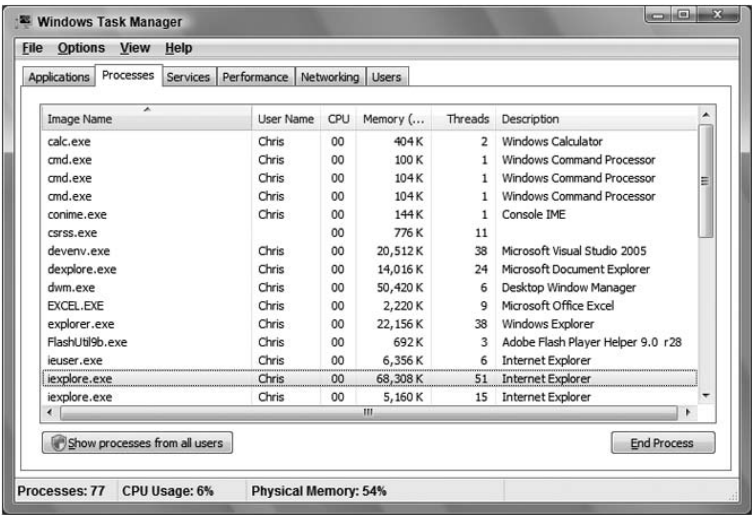 Windows Task Manager
File Options View Help
Applications Processes Services Performance Networking Users
Image Name User Name CPU Memory (... Threads Description
calc.exe Chris 00 404 K 2 Windows Calculator
cmd.exe Chris 00 100 K 1 Windows Command Processor
cmd.exe Chris 00 104 K 1 Windows Command Processor
cmd.exe Chris 00 104 K 1 Windows Command Processor
conime.exe Chris 00 144 K 1 Console IME
csrss.exe 00 776 K 11
devenv.exe Chris 00 20,512 K 38 Microsoft Visual Studio 2005
dexplore.exe Chris 00 14,016 K 24 Microsoft Document Explorer
dwm.exe Chris 00 50,420 K 6 Desktop Window Manager
EXCEL.EXE Chris 00 2,220 K 9 Microsoft Office Excel
explorer.exe Chris 00 22,156 K 38 Windows Explorer
FlashUtil9b.exe Chris 00 692 K 3 Adobe Flash Player Helper 9.0 r28
ieuser.exe Chris 00 6,356 K 6 Internet Explorer
iexplore.exe Chris 00 68,308 K 51 Internet Explorer
iexplore.exe Chris 00 5,160 K 15 Internet Explorer
Show processes from all users End Process
Processes: 77 CPU Usage: 6% Physical Memory: 54%